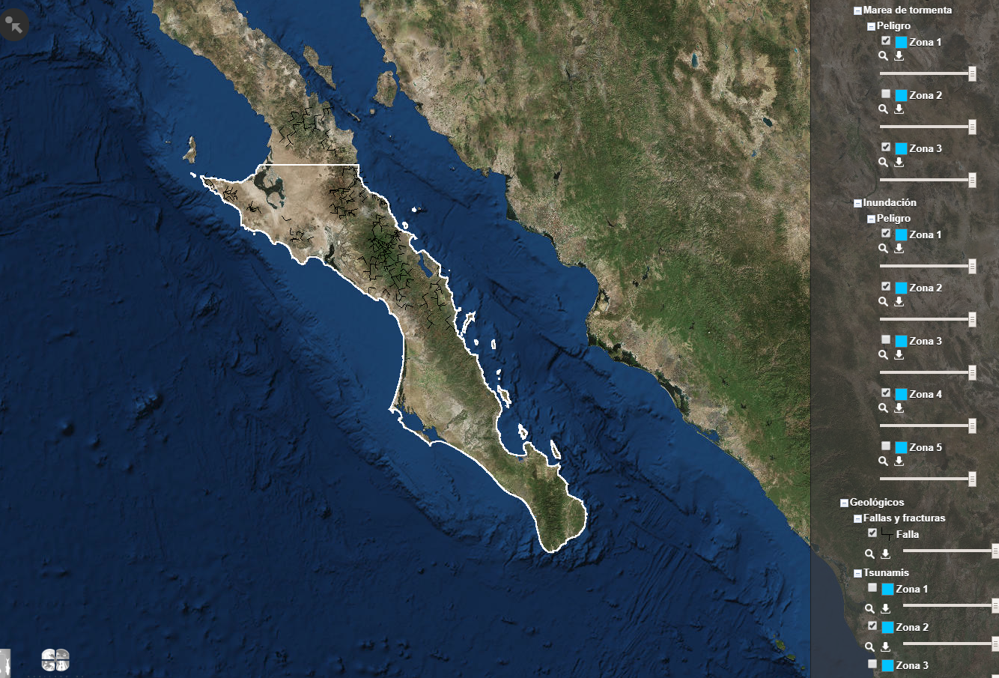 Marea de tormenta
Peligro
Zona 1
Zona 2
Zona 3
Inundación
Peligro
Zona 1
Zona 2
Zona 3
Zona 4
Zona 5
Geológicos
Fallas y fracturas
Falla
Tsunamis
Zona 1
Zona 2
Zona 3